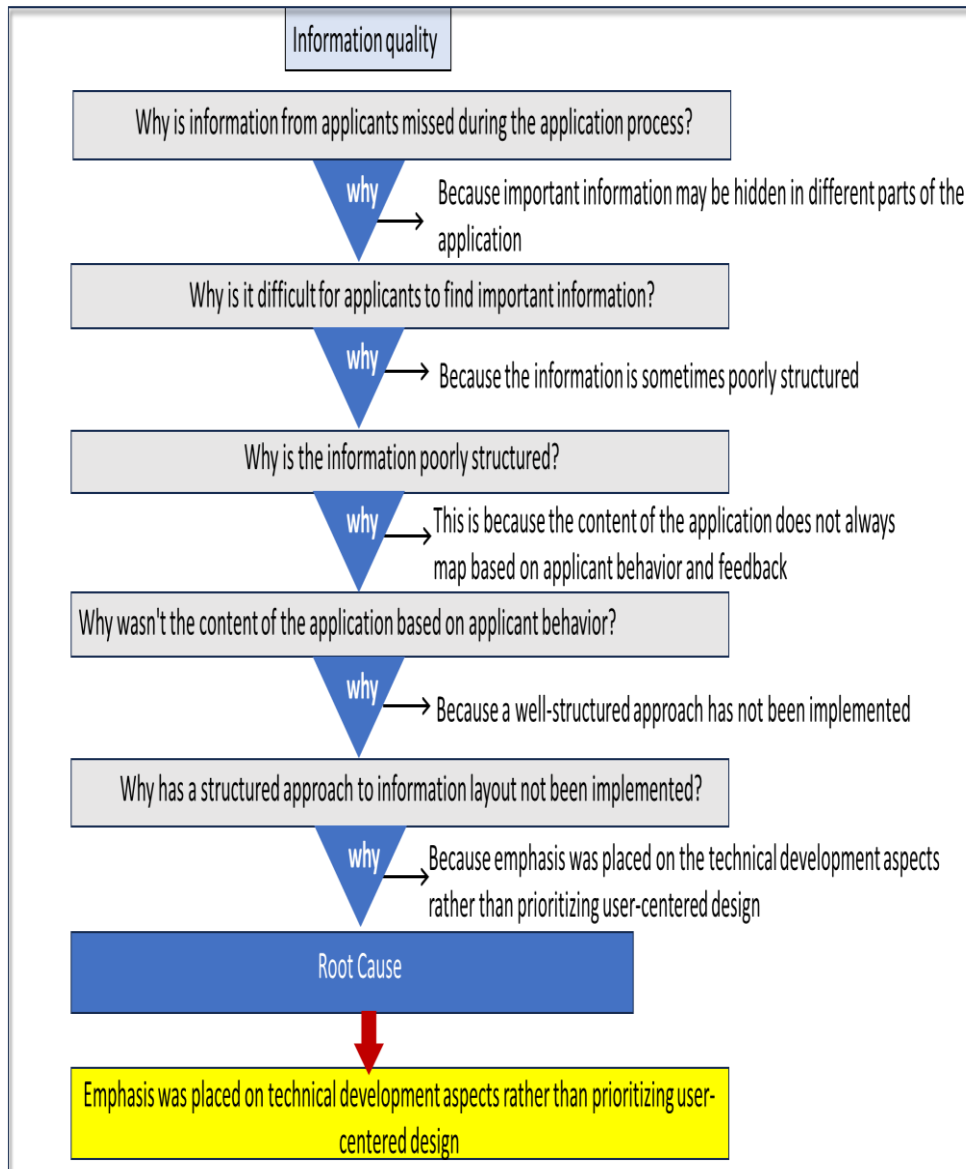 Information quality
Why is information from applicants missed during the application process?
why
Because important information may be hidden in different parts of the
application
Why is it difficult for applicants to find important information?
why
Because the information is sometimes poorly structured
Why is the information poorly structured?
why
This is because the content of the application does not always
map based on applicant behavior and feedback
Why wasn't the content of the application based on applicant behavior?
why
Because a well-structured approach has not been implemented
Why has a structured approach to information layout not been implemented?
why
Because emphasis was placed on the technical development aspects
rather than prioritizing user-centered design
Root Cause
Emphasis was placed on technical development aspects rather than prioritizing user-
centered design